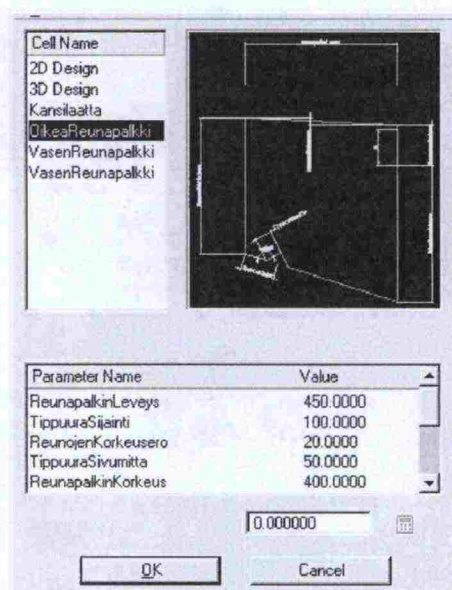 Cell Name
2D Design
3D Design
Kansilaatta
OikeaReunapalkki
VasenReunapalkki
VasenReunapalkki
Parameter Name Value
ReunapalkinLeveys 450.0000
TippuuraSijainti 100.0000
ReunojenKorkeusero 20.0000
TippuuraSivumitta 50.0000
ReunapalkinKorkeus 400.0000
0.000000
OK Cancel